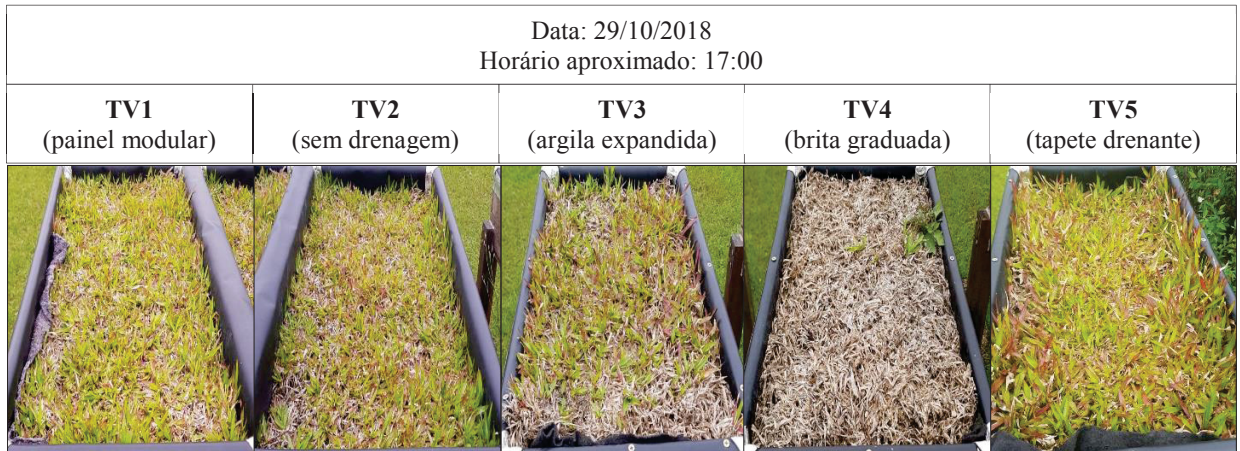 Data: 29/10/2018
Horário aproximado: 17:00
TV1
(painel modular)
TV2
(sem drenagem)
TV3
(argila expandida)
TV4
(brita graduada)
TV5
(tapete drenante)